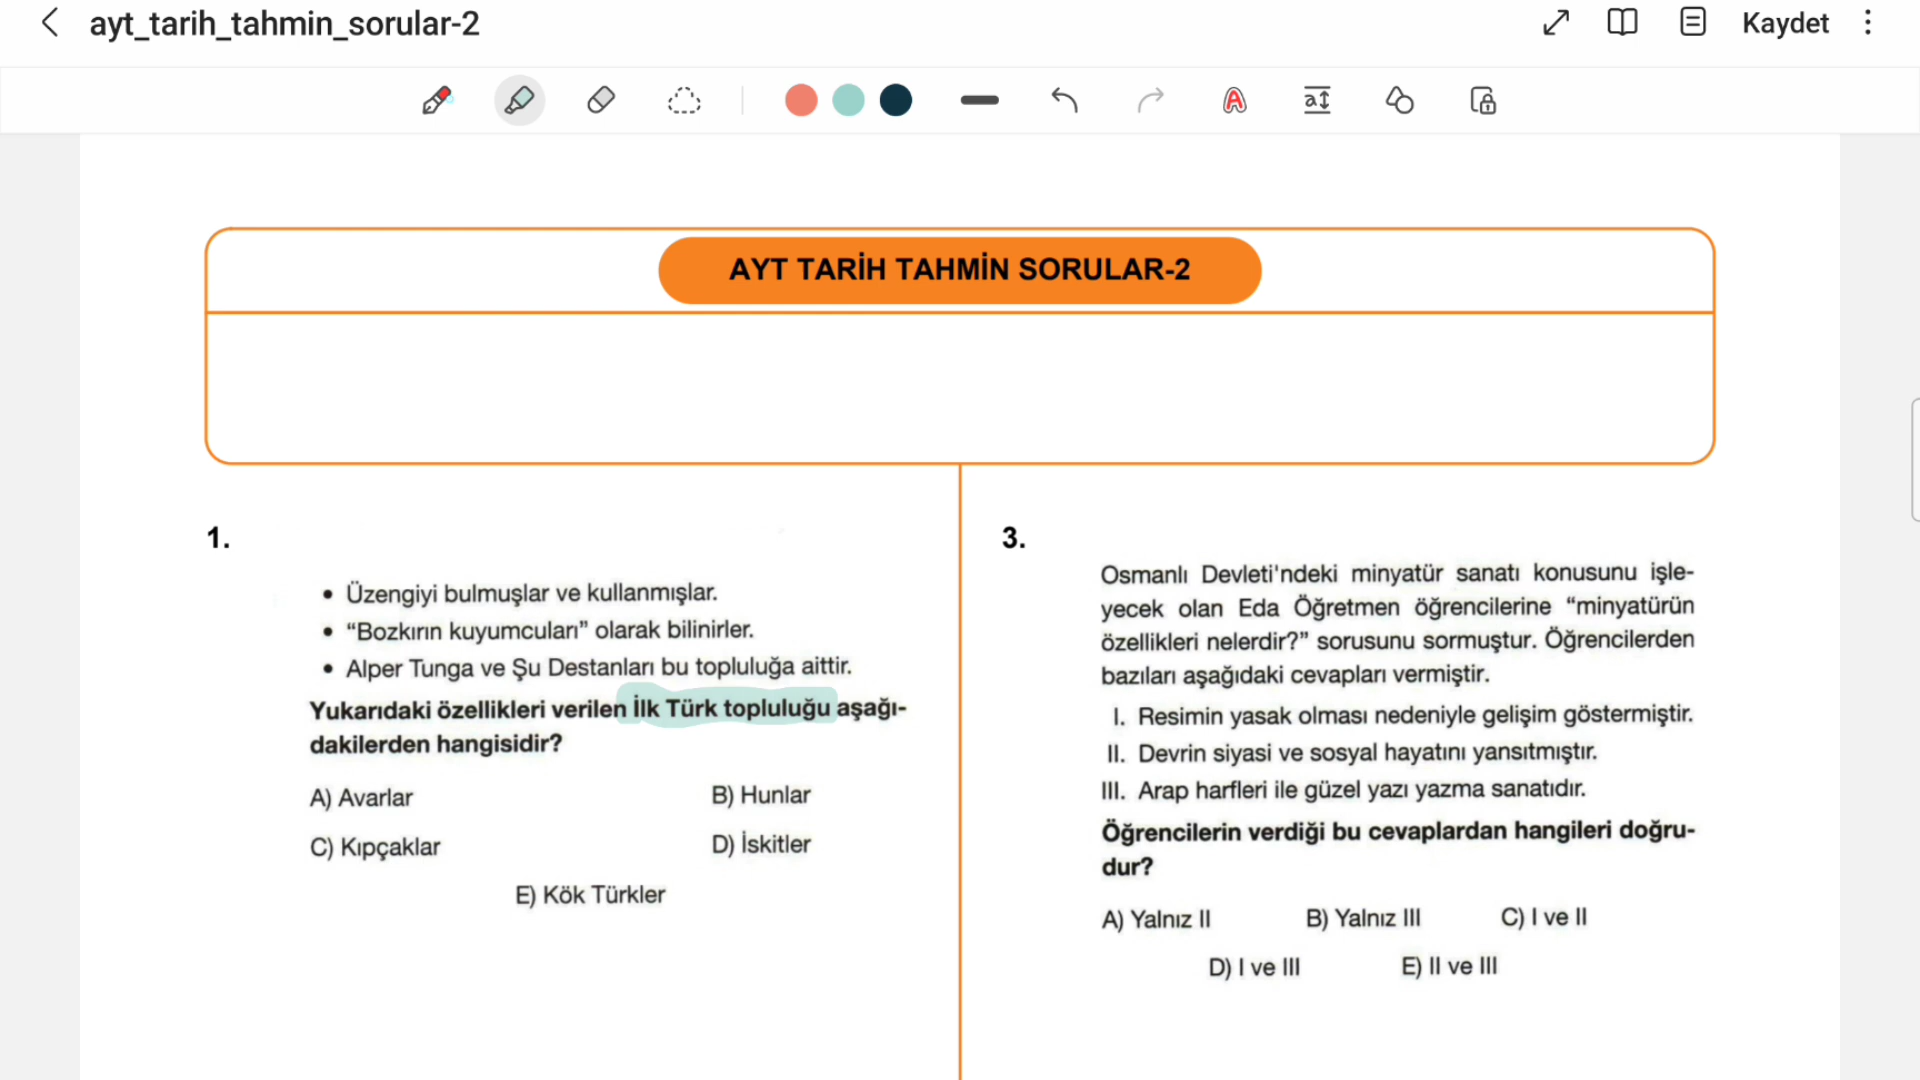 ayt_tarih_tahmin_sorular-2
Kaydet
AYT TARİH TAHMİN SORULAR-2
1.
• Üzengiyi bulmuşlar ve kullanmışlar.
• “Bozkırın kuyumcuları” olarak bilinirler.
• Alper Tunga ve Şu Destanları bu topluluğa aittir.
Yukarıdaki özellikleri verilen İlk Türk topluluğu aşağı-
dakilerden hangisidir?
A) Avarlar
B) Hunlar
C) Kıpçaklar
D) İskitler
E) Kök Türkler
3.
Osmanlı Devleti'ndeki minyatür sanatı konusunu işle-
yecek olan Eda Öğretmen öğrencilerine “minyatürün
özellikleri nelerdir?” sorusunu sormuştur. Öğrencilerden
bazıları aşağıdaki cevapları vermiştir.
I. Resimin yasak olması nedeniyle gelişim göstermiştir.
II. Devrin siyasi ve sosyal hayatını yansıtmıştır.
III. Arap harfleri ile güzel yazı yazma sanatıdır.
Öğrencilerin verdiği bu cevaplardan hangileri doğru-
dur?
A) Yalnız II
B) Yalnız III
C) I ve II
D) I ve III
E) II ve III